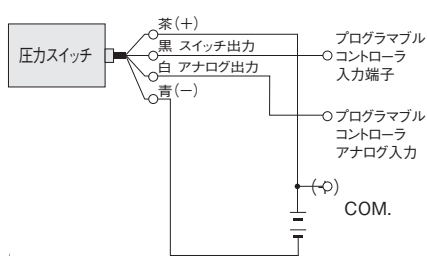 圧力スイッチ
茶(+)
黒 スイッチ出力
白 アナログ出力
青(−)
プログラマブル
コントローラ
入力端子
プログラマブル
コントローラ
アナログ入力
(-)
COM.